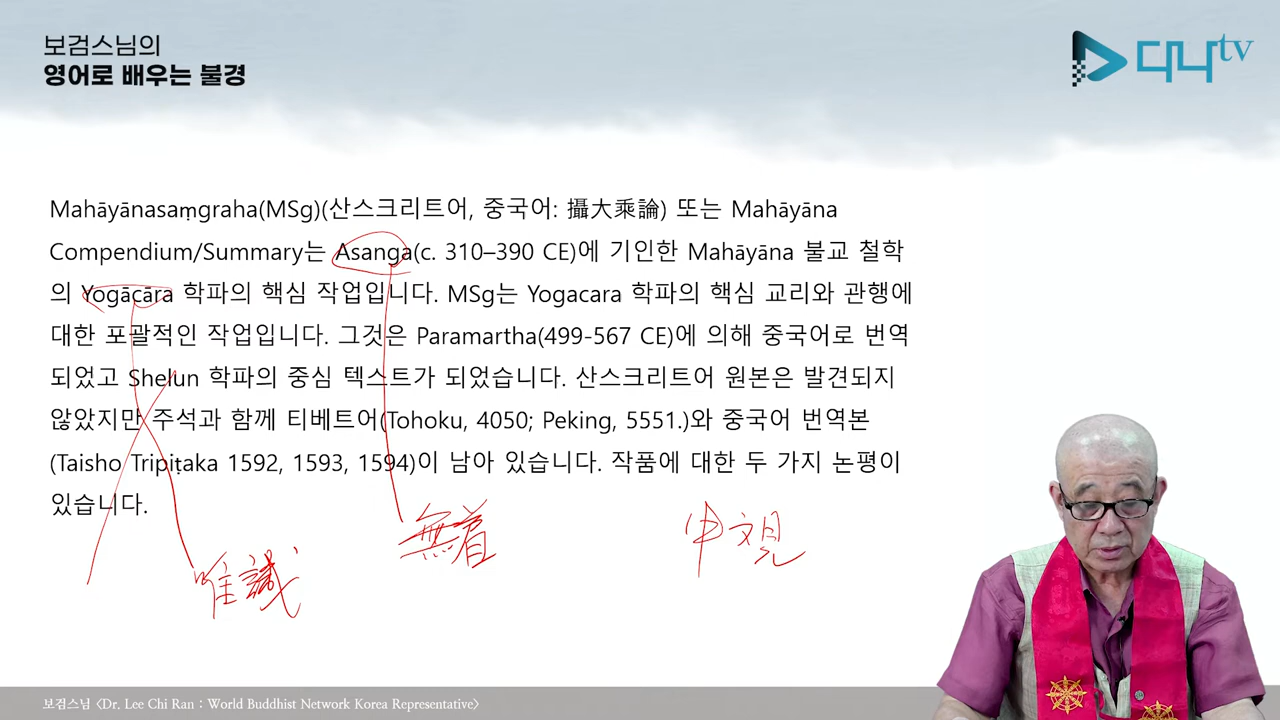 보검스님의
영어로 배우는 불경
디나tv
Mahāyānasaṃgraha(MSg)(산스크리트어, 중국어: 攝大乘論) 또는 Mahāyāna
Compendium/Summary는 Asanga(c. 310–390 CE)에 기인한 Mahāyāna 불교 철학
의 Yogācāra 학파의 핵심 작업입니다. MSg는 Yogacara 학파의 핵심 교리와 관행에
대한 포괄적인 작업입니다. 그것은 Paramartha(499-567 CE)에 의해 중국어로 번역
되었고 Shelun 학파의 중심 텍스트가 되었습니다. 산스크리트어 원본은 발견되지
않았지만 주석과 함께 티베트어(Tohoku, 4050; Peking, 5551.)와 중국어 번역본
(Taisho Tripiṭaka 1592, 1593, 1594)이 남아 있습니다. 작품에 대한 두 가지 논평이
있습니다.
無着
唯識
보검스님 <Dr. Lee Chi Ran : World Buddhist Network Korea Representative>